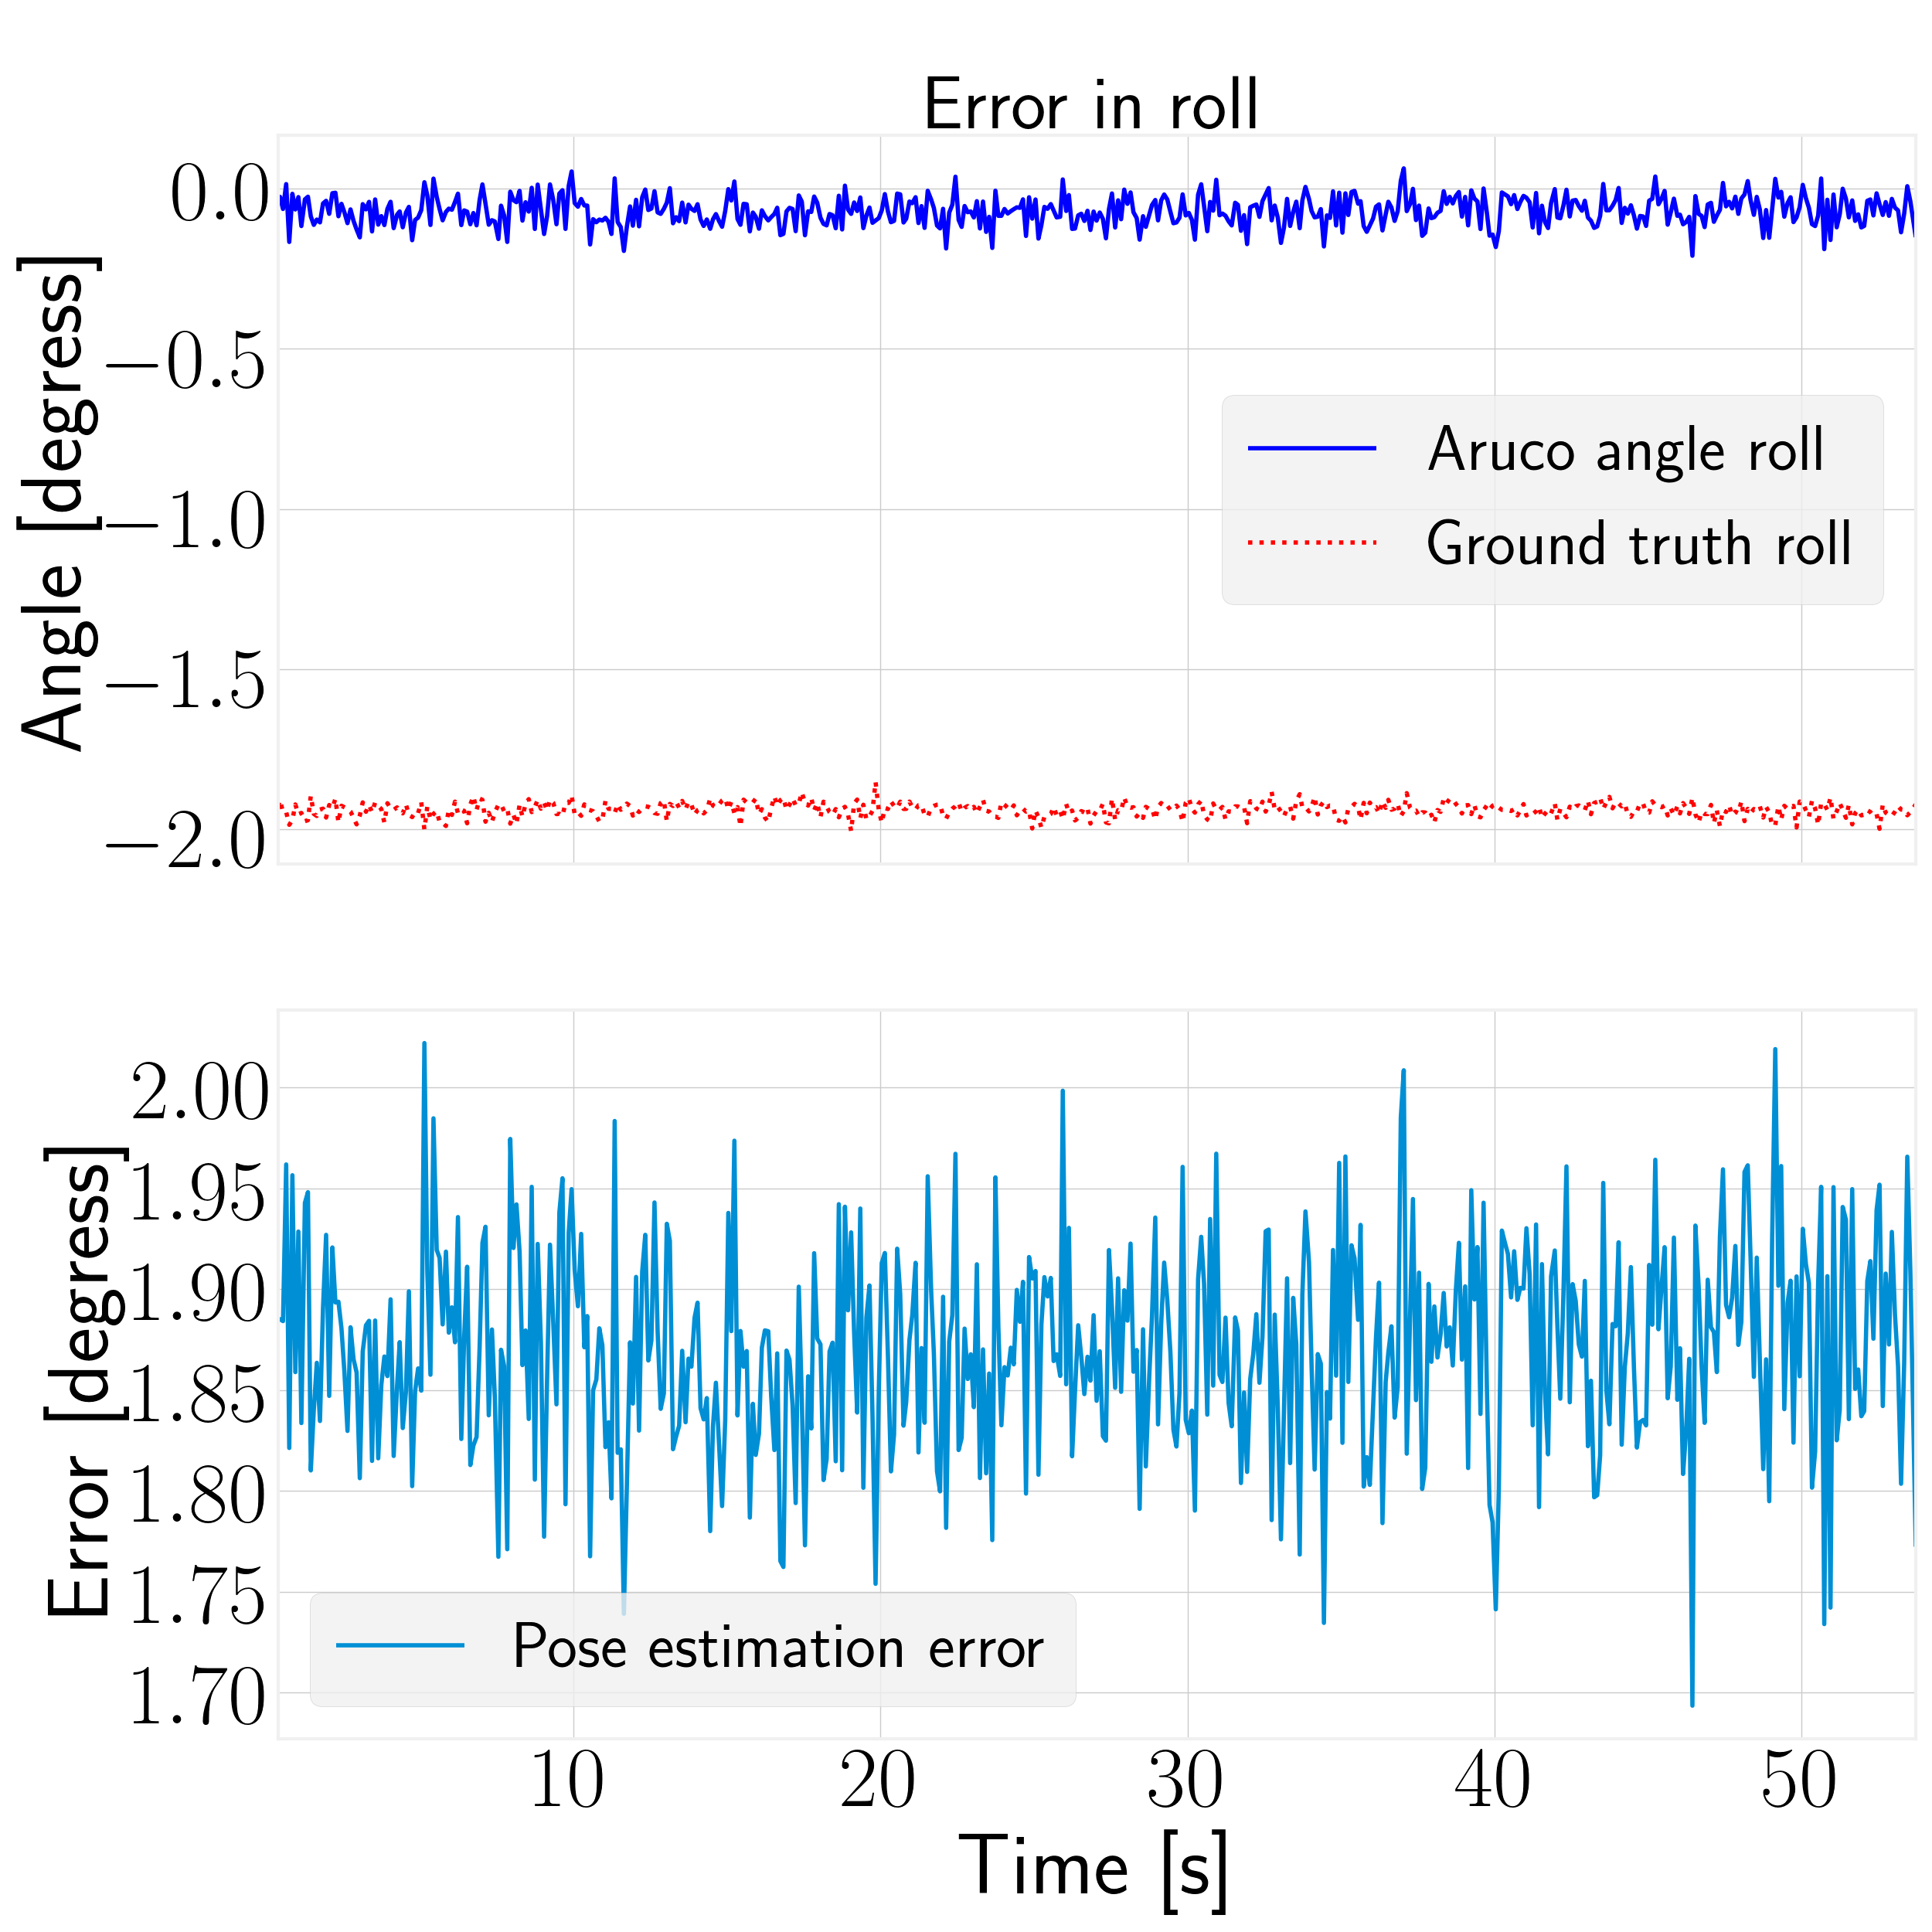 Error in roll
Angle [degress]
0.0
−0.5
−1.0
−1.5
−2.0
Aruco angle roll
Ground truth roll
Error [degress]
2.00
1.95
1.90
1.85
1.80
1.75
1.70
Pose estimation error
10 20 30 40 50
Time [s]